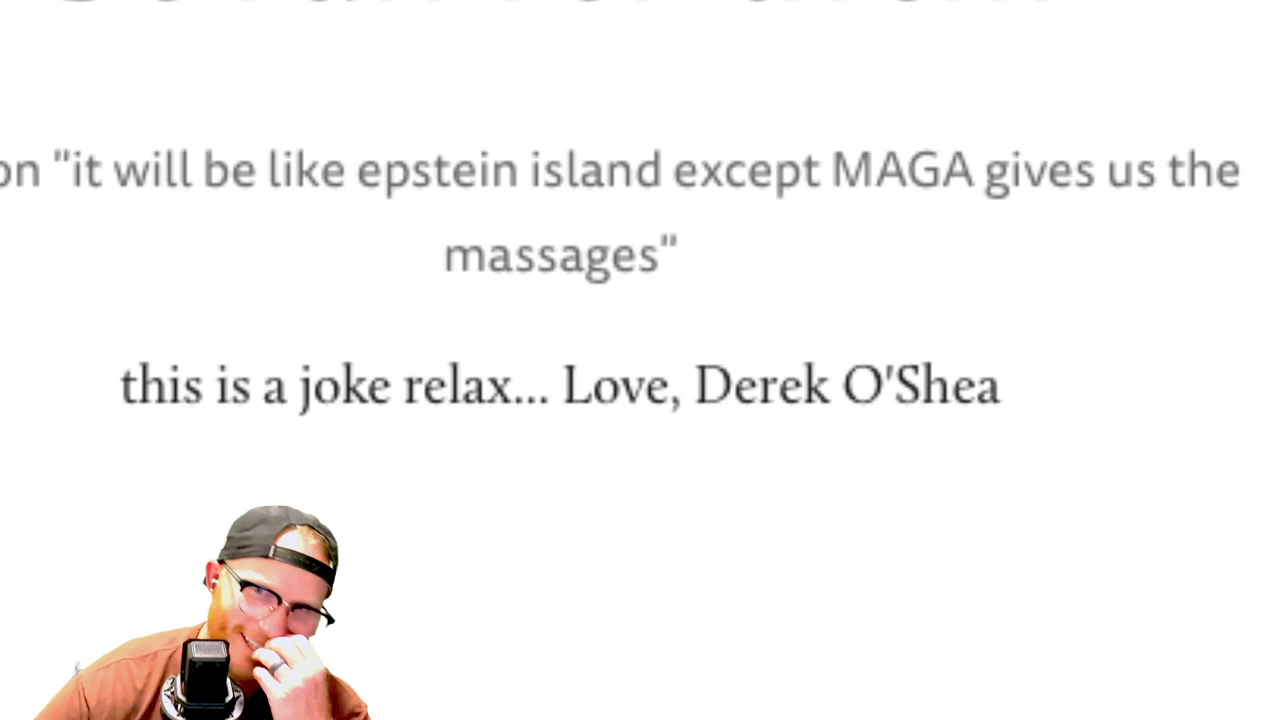 "it will be like epstein island except MAGA gives us the
massages"
this is a joke relax... Love, Derek O'Shea